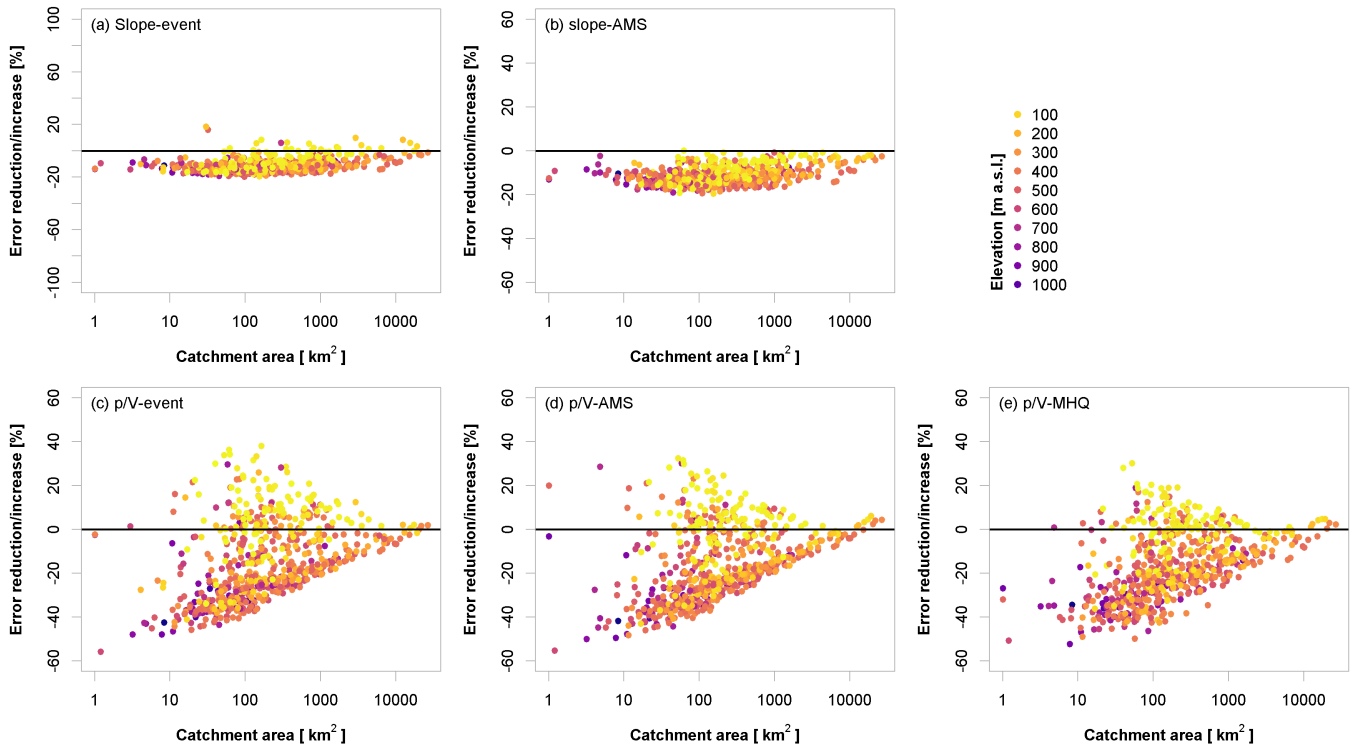 (a) Slope-event
Error reduction/increase [%]
100
20
-20
-60
-100
1 10 100 1000 10000
Catchment area [ km² ]
(b) slope-AMS
Error reduction/increase [%]
60
40
20
0
-20
-40
-60
1 10 100 1000 10000
Catchment area [ km² ]
Elevation [m a.s.l.]
100
200
300
400
500
600
700
800
900
1000
(c) p/V-event
Error reduction/increase [%]
60
40
20
0
-20
-40
-60
1 10 100 1000 10000
Catchment area [ km² ]
(d) p/V-AMS
Error reduction/increase [%]
60
40
20
0
-20
-40
-60
1 10 100 1000 10000
Catchment area [ km² ]
(e) p/V-MHQ
Error reduction/increase [%]
60
40
20
0
-20
-40
-60
1 10 100 1000 10000
Catchment area [ km² ]